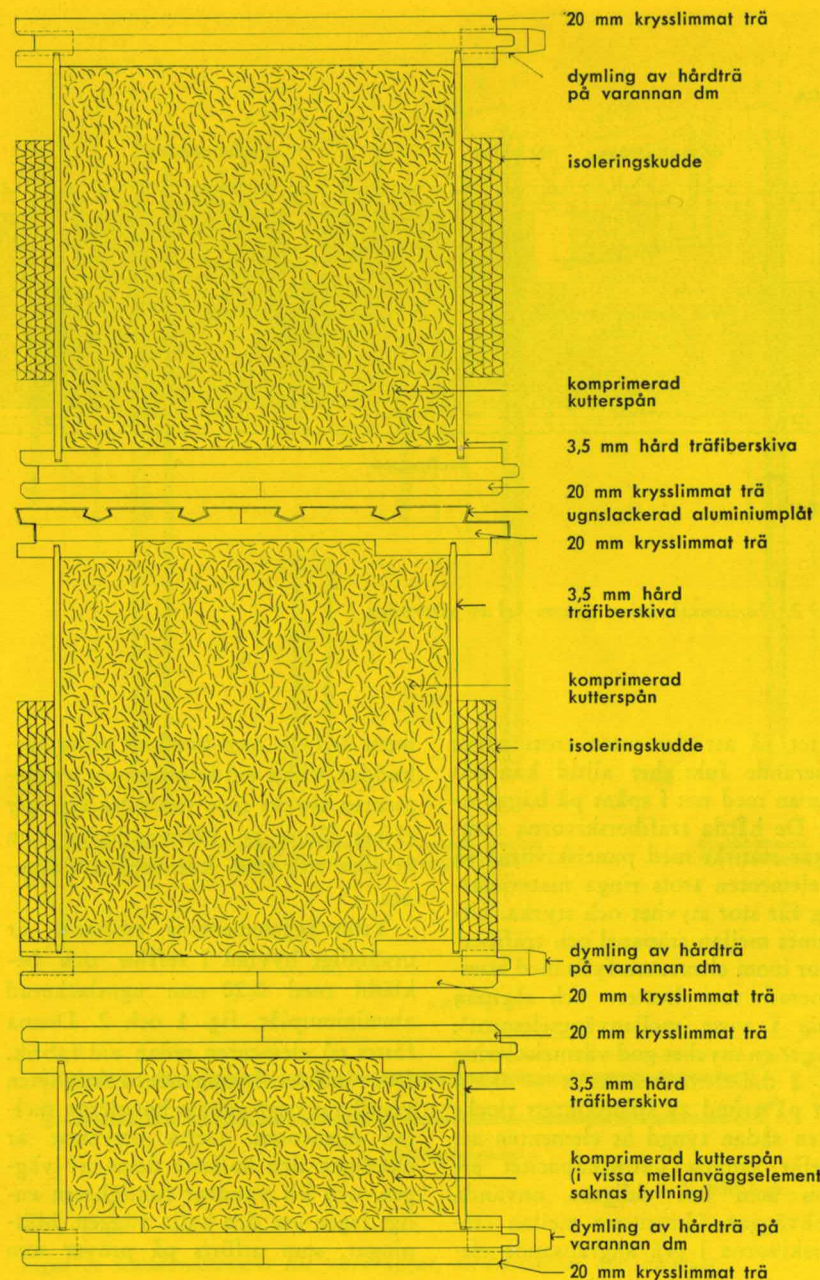 20 mm krysslimmat trä
dymling av hårdträ
på varannan dm
isoleringskudde
komprimerad
kutterspån
3,5 mm hård träfiberskiva
20 mm krysslimmat trä
ugnslackerad aluminiumplåt
20 mm krysslimmat trä
3,5 mm hård
träfiberskiva
komprimerad
kutterspån
isoleringskudde
dymling av hårdträ
på varannan dm
20 mm krysslimmat trä
20 mm krysslimmat trä
3,5 mm hård
träfiberskiva
komprimerad kutterspån
(i vissa mellanväggselement
saknas fyllning)
dymling av hårdträ på
varannan dm
20 mm krysslimmat trä